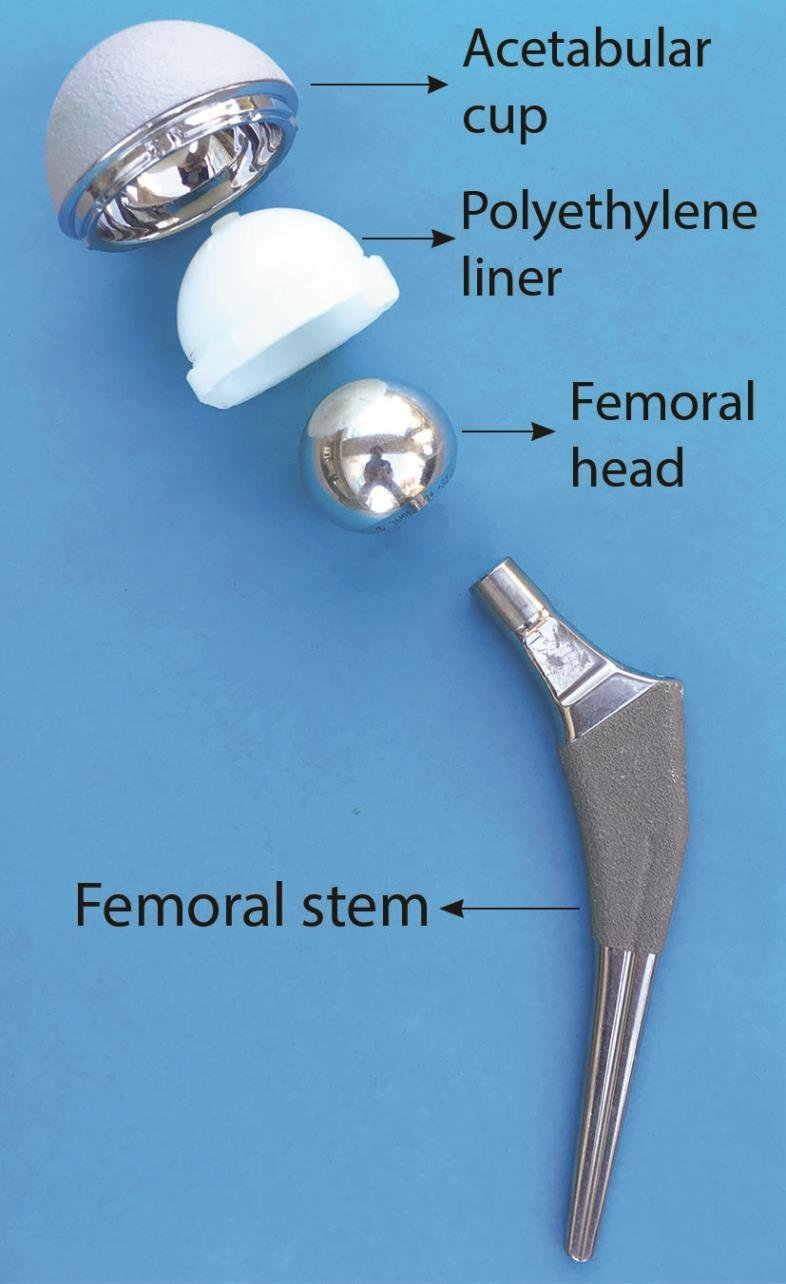 Acetabular
cup
Polyethylene
liner
Femoral
head
Femoral stem